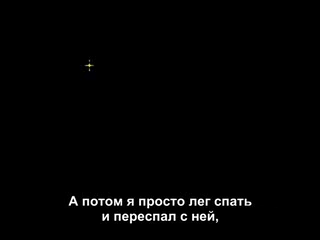 А потом я просто лег спать
и переспал с ней,